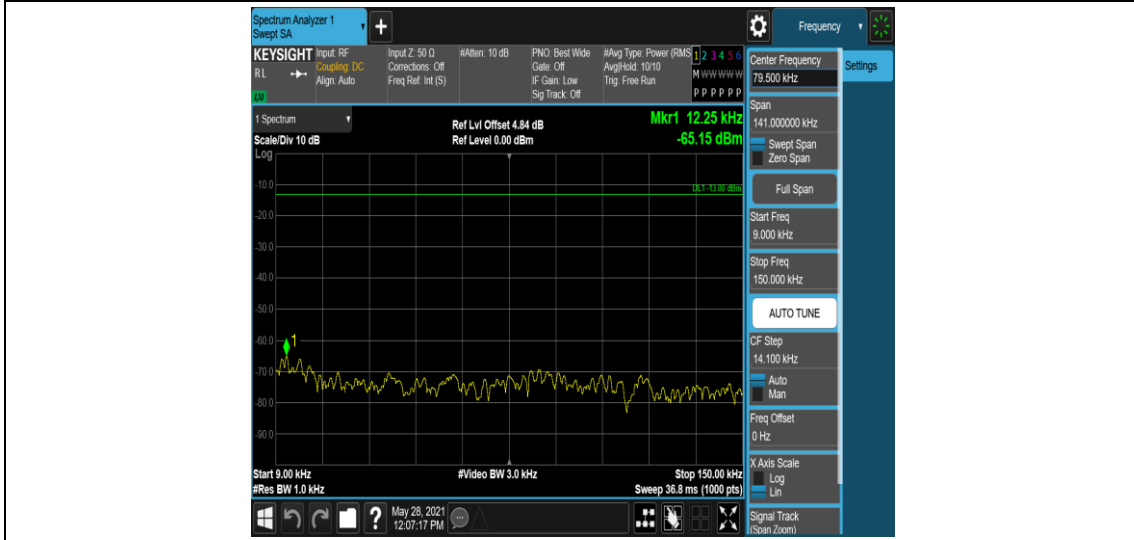 Spectrum Analyzer 1
Swept SA
+
Frequency
KEYSIGHT
RL
Input: RF
Coupling: DC
Align: Auto
Input Z: 50 Ω
Corrections: Off
Freq Ref: Int (S)
#Atten: 10 dB
PNO: Best Wide
Gate: Off
IF Gain: Low
Sig Track: Off
#Avg Type: Power (RMS
Avg|Hold: 10/10
Trig: Free Run
1 2 3 4 5 6
M W W W W W
P P P P P P
1 Spectrum
Scale/Div 10 dB
Log
Ref Lvl Offset 4.84 dB
Ref Level 0.00 dBm
Mkr1 12.25 kHz
-65.15 dBm
DL1 -13.00 dBm
-10.0
-20.0
-30.0
-40.0
-50.0
-60.0
-70.0
-80.0
-90.0
1
Start 9.00 kHz
#Res BW 1.0 kHz
#Video BW 3.0 kHz
Stop 150.00 kHz
Sweep 36.8 ms (1000 pts)
?
May 28, 2021
12:07:17 PM
Center Frequency
79.500 kHz
Settings
Span
141.000000 kHz
Swept Span
Zero Span
Full Span
Start Freq
9.000 kHz
Stop Freq
150.000 kHz
AUTO TUNE
CF Step
14.100 kHz
Auto
Man
Freq Offset
0 Hz
X Axis Scale
Log
Lin
Signal Track
(Span Zoom)